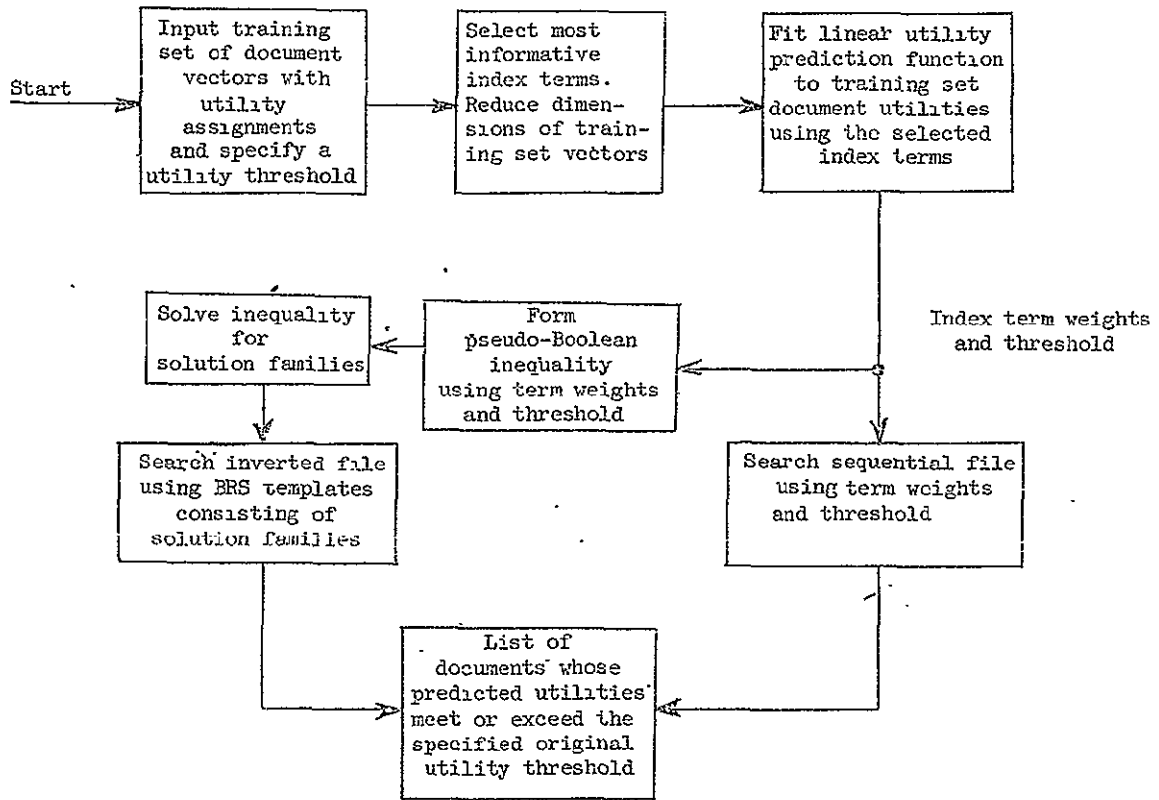 Start
Input training
set of document
vectors with
utility
assignments
and specify a
utility threshold
Select most
informative
index terms.
Reduce dimen-
sions of train-
ing set vectors
Fit linear utility
prediction function
to training set
document utilities
using the selected
index terms
Index term weights
and threshold
Form
pseudo-Boolean
inequality
using term weights
and threshold
Solve inequality
for
solution families
Search inverted file
using BRS templates
consisting of
solution families
Search sequential file
using term weights
and threshold
List of
documents whose
predicted utilities
meet or exceed the
specified original
utility threshold